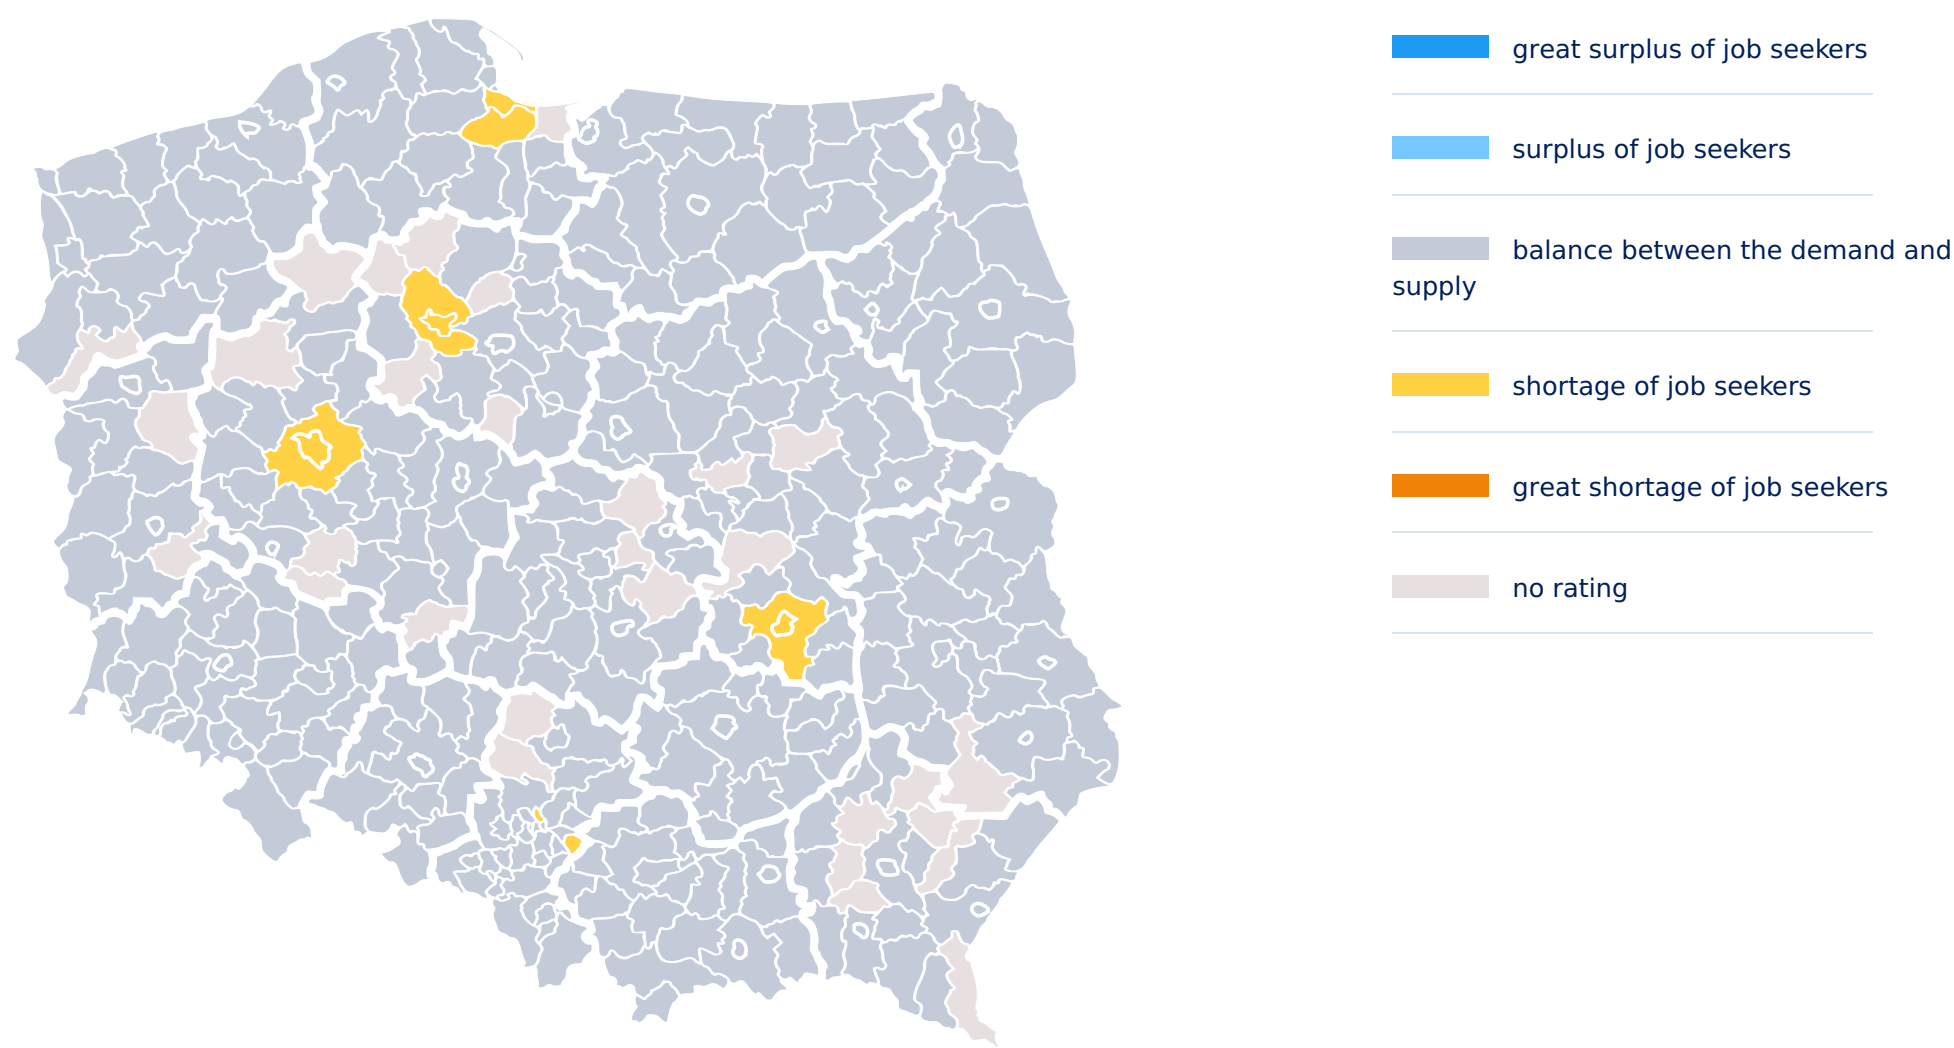 great surplus of job seekers
surplus of job seekers
balance between the demand and
supply
shortage of job seekers
great shortage of job seekers
no rating